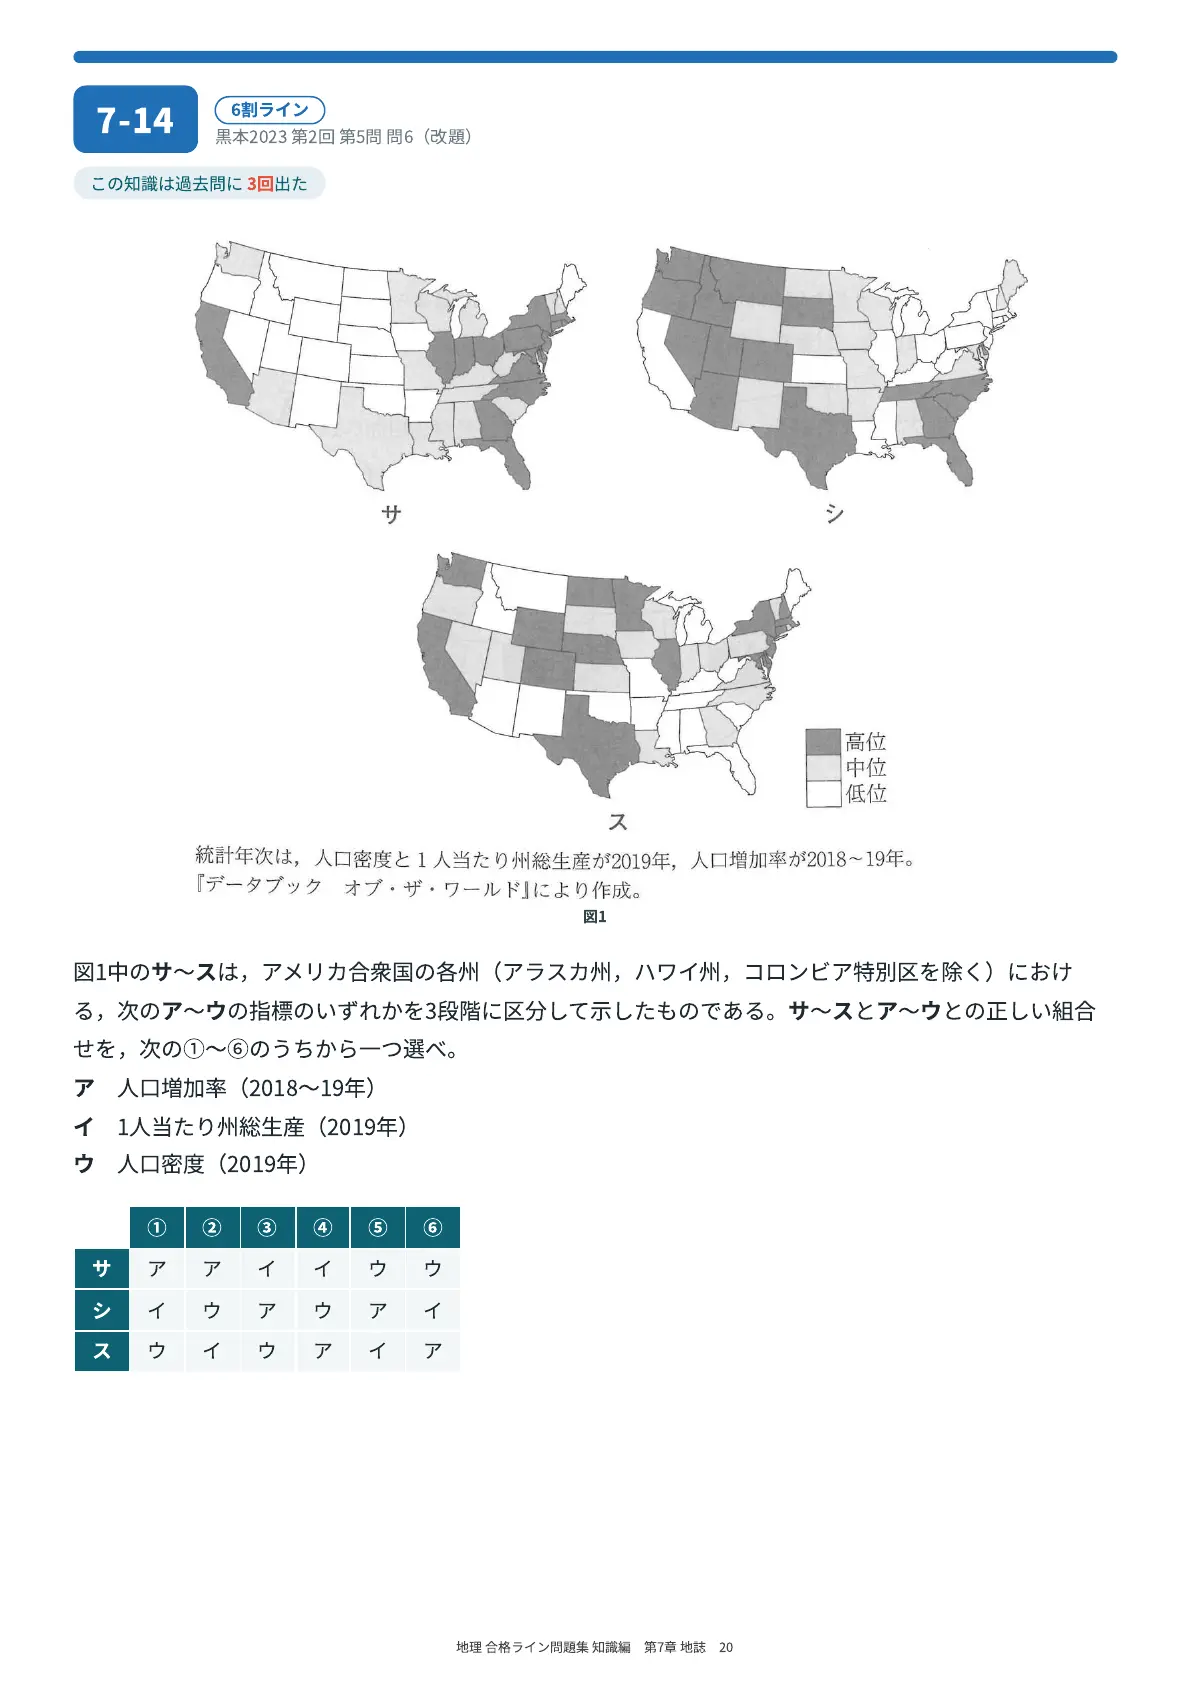 7-14
6割ライン
黒本2023 第2回 第5問 問6（改題）
この知識は過去問に 3回出た
サ
シ
ス
高位
中位
低位
統計年次は，人口密度と1人当たり州総生産が2019年，人口増加率が2018～19年。
『データブック　オブ・ザ・ワールド』により作成。
図1
図1中のサ～スは，アメリカ合衆国の各州（アラスカ州，ハワイ州，コロンビア特別区を除く）におけ
る，次のア～ウの指標のいずれかを3段階に区分して示したものである。サ～スとア～ウとの正しい組合
せを，次の①～⑥のうちから一つ選べ。
ア　人口増加率（2018～19年）
イ　1人当たり州総生産（2019年）
ウ　人口密度（2019年）
① ② ③ ④ ⑤ ⑥
サ ア ア イ イ ウ ウ
シ イ ウ ア ウ ア イ
ス ウ イ ウ ア イ ア
地理 合格ライン問題集 知識編　第7章 地誌　20